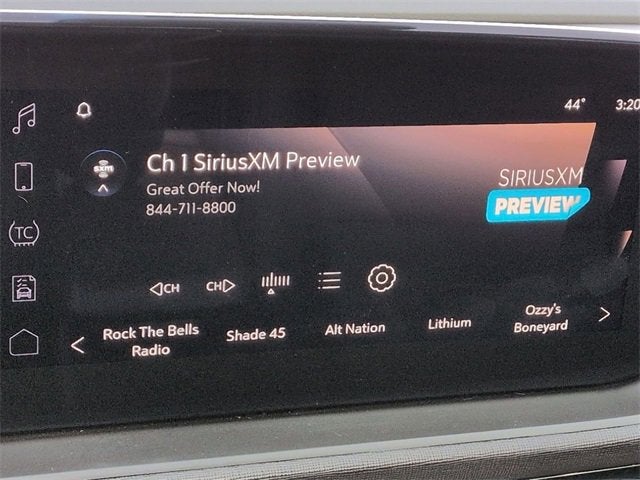 44° 3:20
sxm
Ch 1 SiriusXM Preview
Great Offer Now!
844-711-8800
SIRIUSXM
PREVIEW
TC
CH CH
Rock The Bells
Radio
Shade 45
Alt Nation
Lithium
Ozzy's
Boneyard